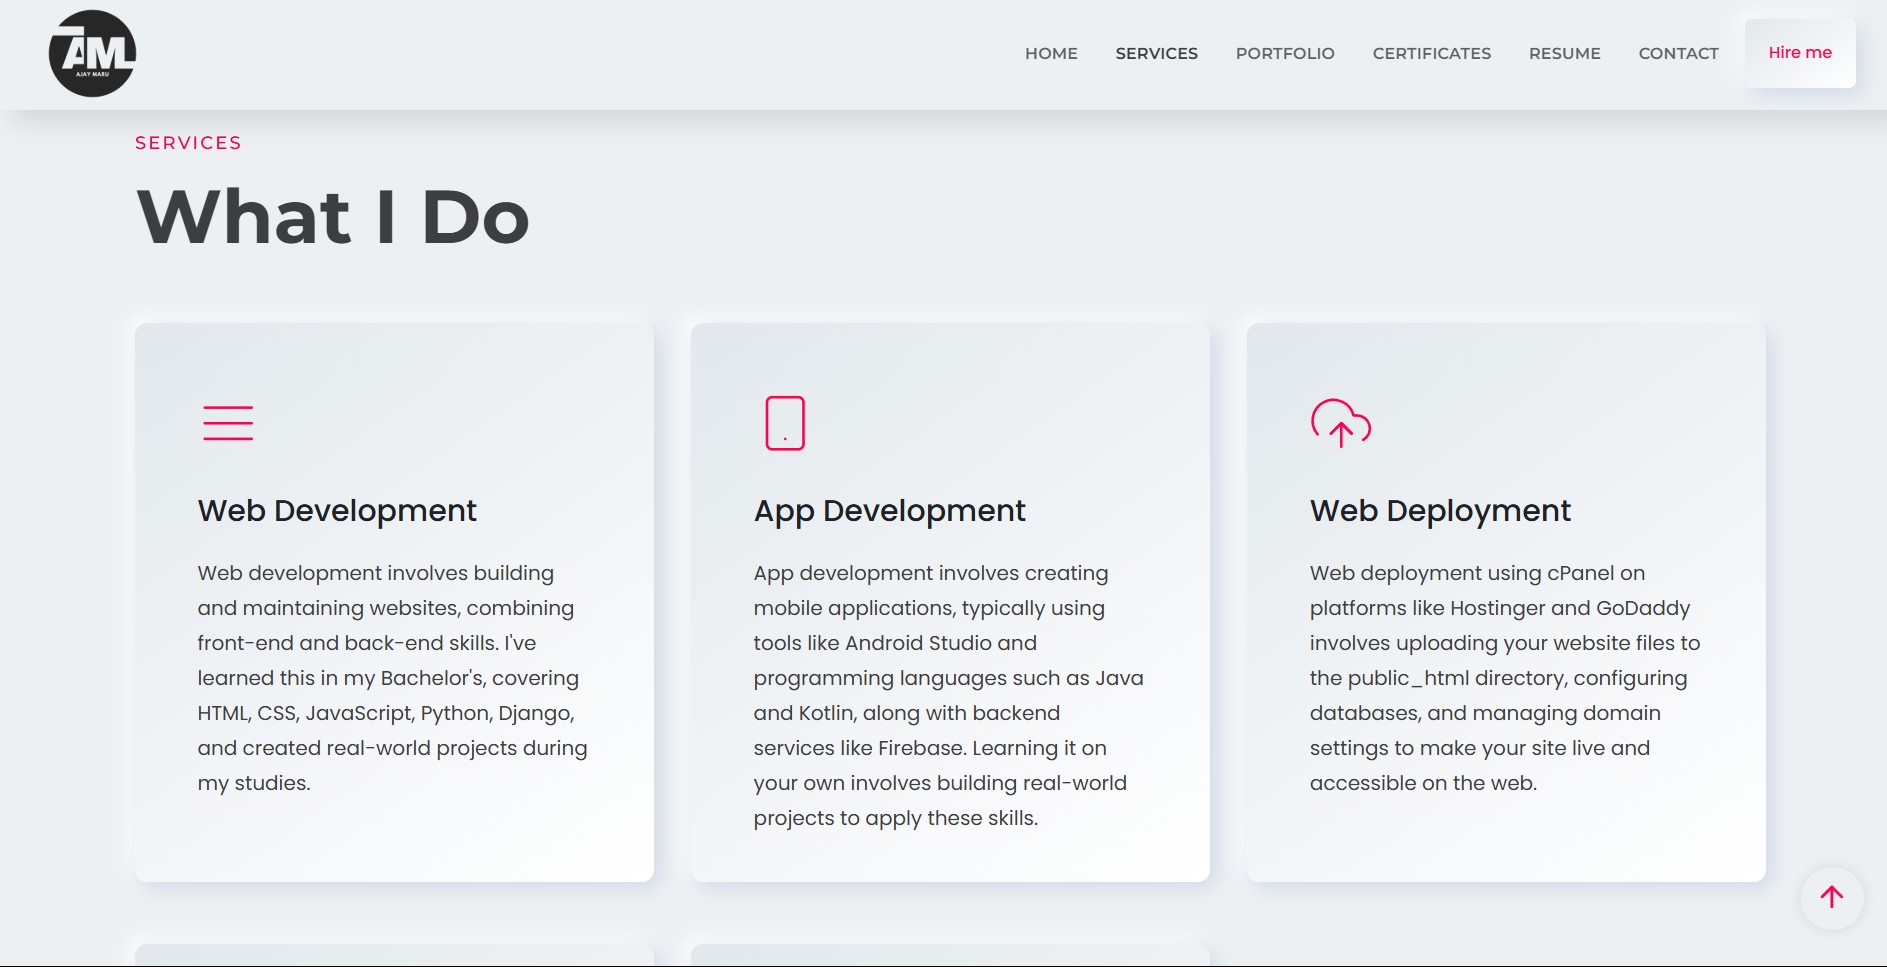 AM
AJAY MARU
HOME
SERVICES
PORTFOLIO
CERTIFICATES
RESUME
CONTACT
Hire me
SERVICES
What I Do
Web Development
Web development involves building
and maintaining websites, combining
front-end and back-end skills. I've
learned this in my Bachelor's, covering
HTML, CSS, JavaScript, Python, Django,
and created real-world projects during
my studies.
App Development
App development involves creating
mobile applications, typically using
tools like Android Studio and
programming languages such as Java
and Kotlin, along with backend
services like Firebase. Learning it on
your own involves building real-world
projects to apply these skills.
Web Deployment
Web deployment using cPanel on
platforms like Hostinger and GoDaddy
involves uploading your website files to
the public_html directory, configuring
databases, and managing domain
settings to make your site live and
accessible on the web.